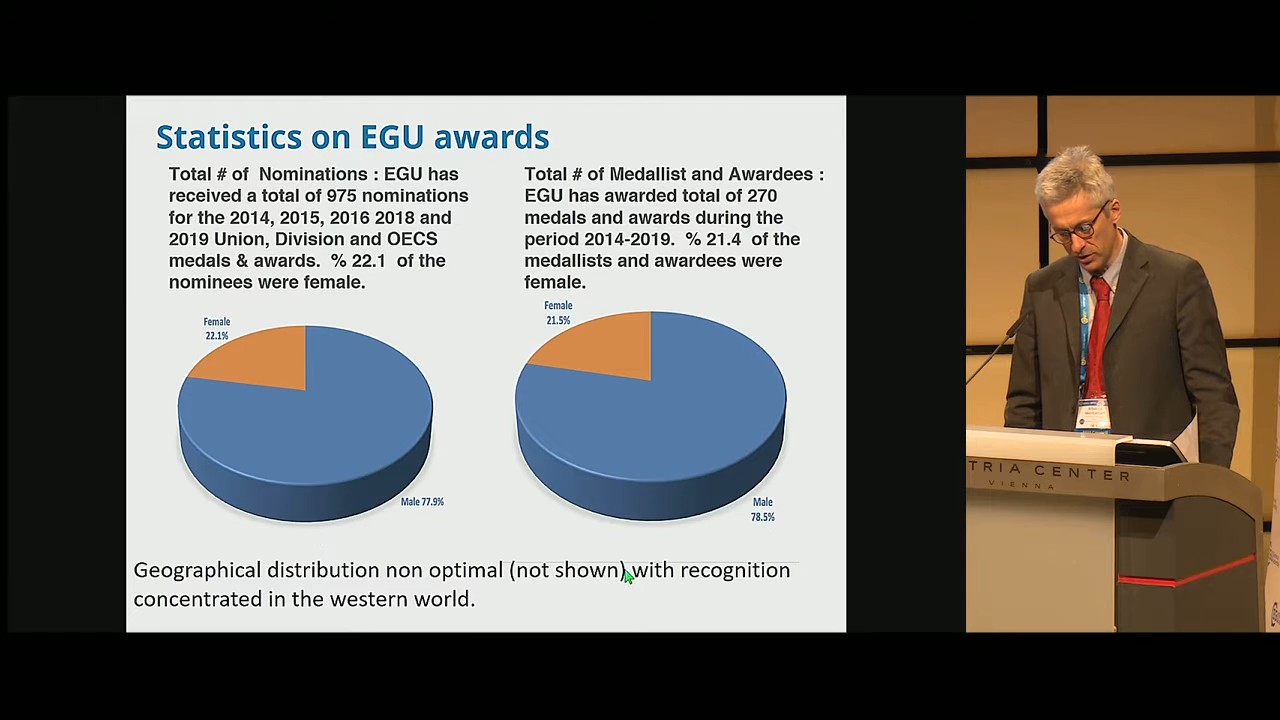 Statistics on EGU awards
Total # of Nominations : EGU has
received a total of 975 nominations
for the 2014, 2015, 2016 2018 and
2019 Union, Division and OECS
medals & awards. % 22.1 of the
nominees were female.
Total # of Medallist and Awardees :
EGU has awarded total of 270
medals and awards during the
period 2014-2019. % 21.4 of the
medallists and awardees were
female.
Female
22.1%
Male 77.9%
Female
21.5%
Male
78.5%
Geographical distribution non optimal (not shown) with recognition
concentrated in the western world.
TRIA CENTER
VIENNA